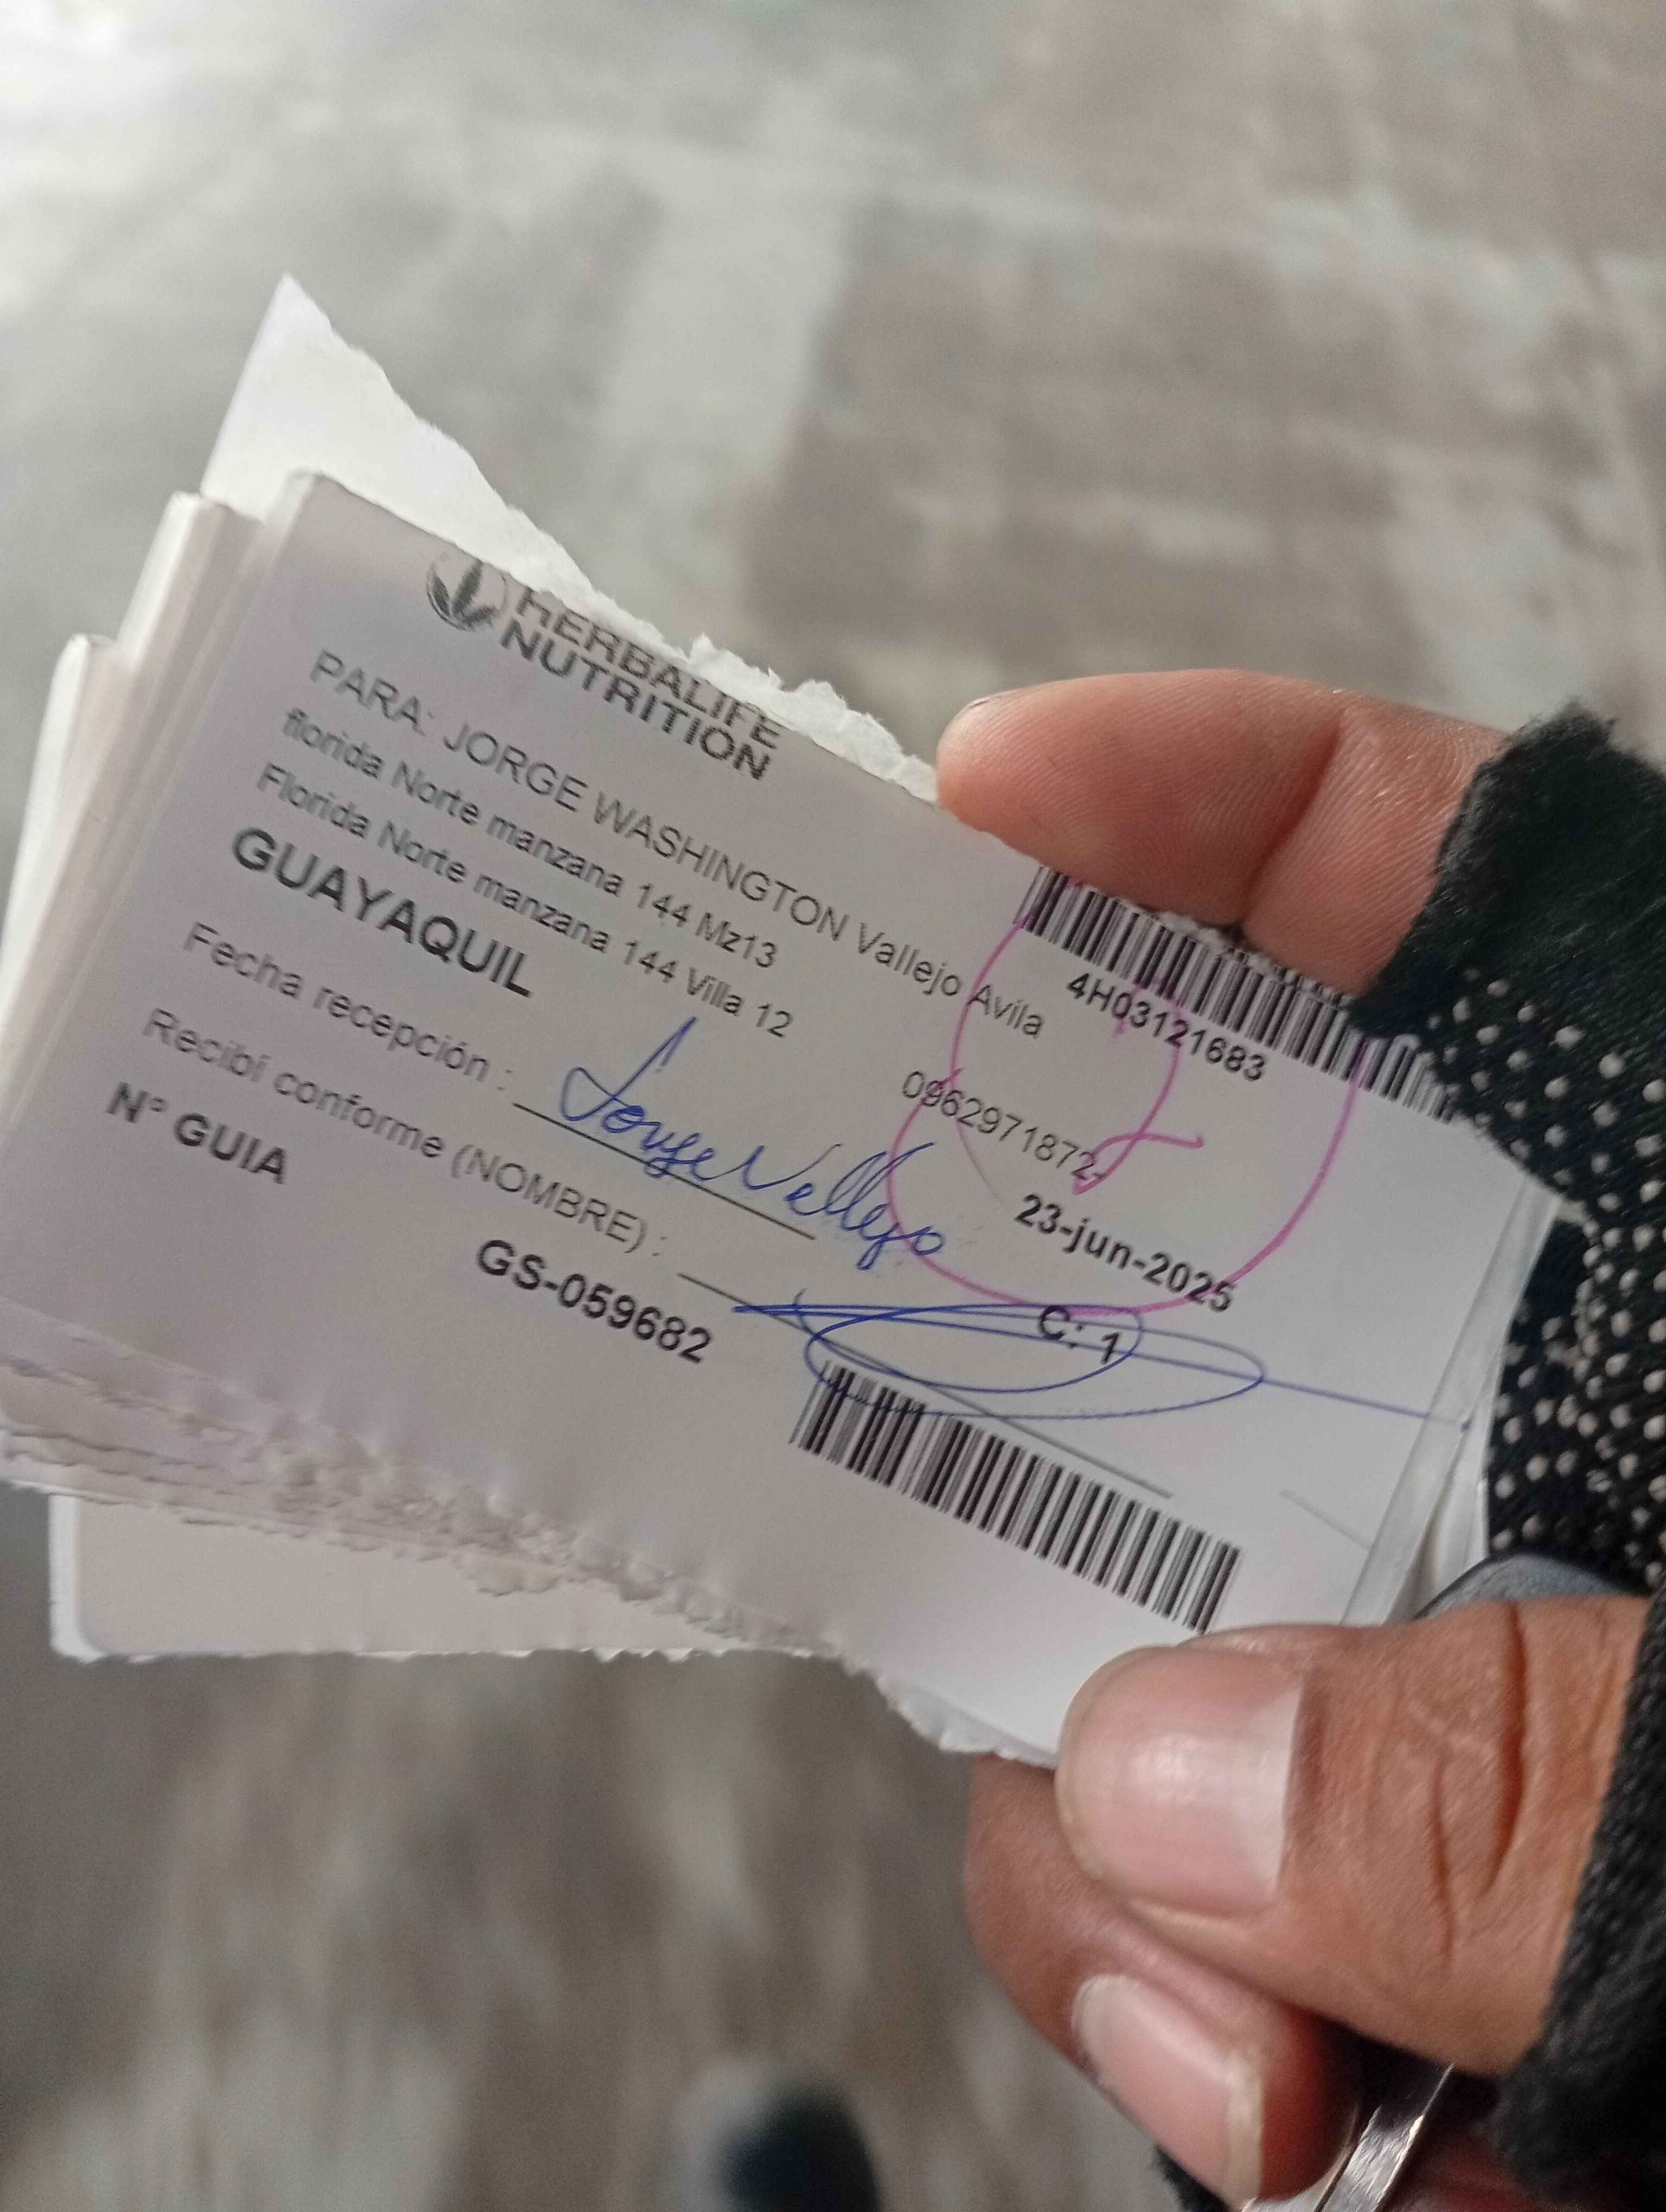 HERBALIFE
NUTRITION
4H03121683
PARA: JORGE WASHINGTON Vallejo Avila
florida Norte manzana 144 Mz13
Florida Norte manzana 144 Villa 12
0962971872-
GUAYAQUIL
23-jun-2025
Fecha recepción :
Jorge Vallejo
C: 1
Recibí conforme (NOMBRE) :
N° GUIA
GS-059682